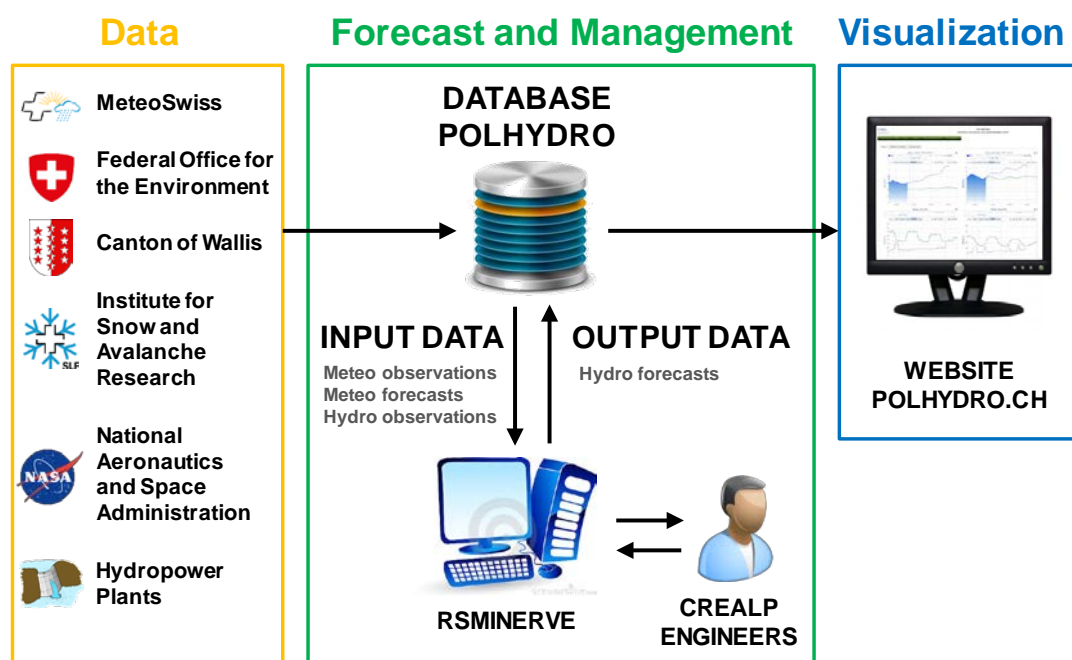 Data
MeteoSwiss
Federal Office for
the Environment
Canton of Wallis
Institute for
Snow and
Avalanche
Research
SLF
National
Aeronautics
and Space
Administration
NASA
Hydropower
Plants
Forecast and Management
DATABASE
POLHYDRO
INPUT DATA
Meteo observations
Meteo forecasts
Hydro observations
OUTPUT DATA
Hydro forecasts
RSMINERVE
CREALP
ENGINEERS
Visualization
WEBSITE
POLHYDRO.CH